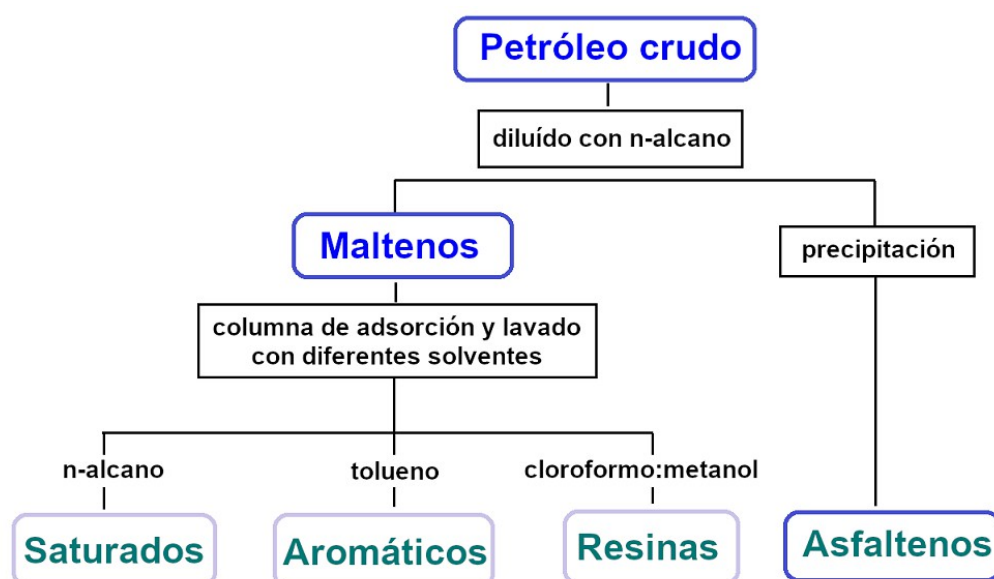 Petróleo crudo
diluído con n-alcano
Maltenos
precipitación
columna de adsorción y lavado
con diferentes solventes
n-alcano
tolueno
cloroformo:metanol
Saturados
Aromáticos
Resinas
Asfaltenos